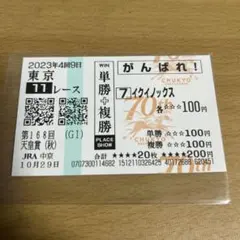 2023年4回9日
東京
11レース
第168回 (GI)
天皇賞(秋)
JRA 中京
10月29日
WIN
単勝+複勝
PLACE SHOW
がんばれ!
7 イクイノックス
各☆☆☆100円
単勝 ☆☆☆100円
複勝 ☆☆☆100円
合計 ★★★★20枚 ★★★★200円